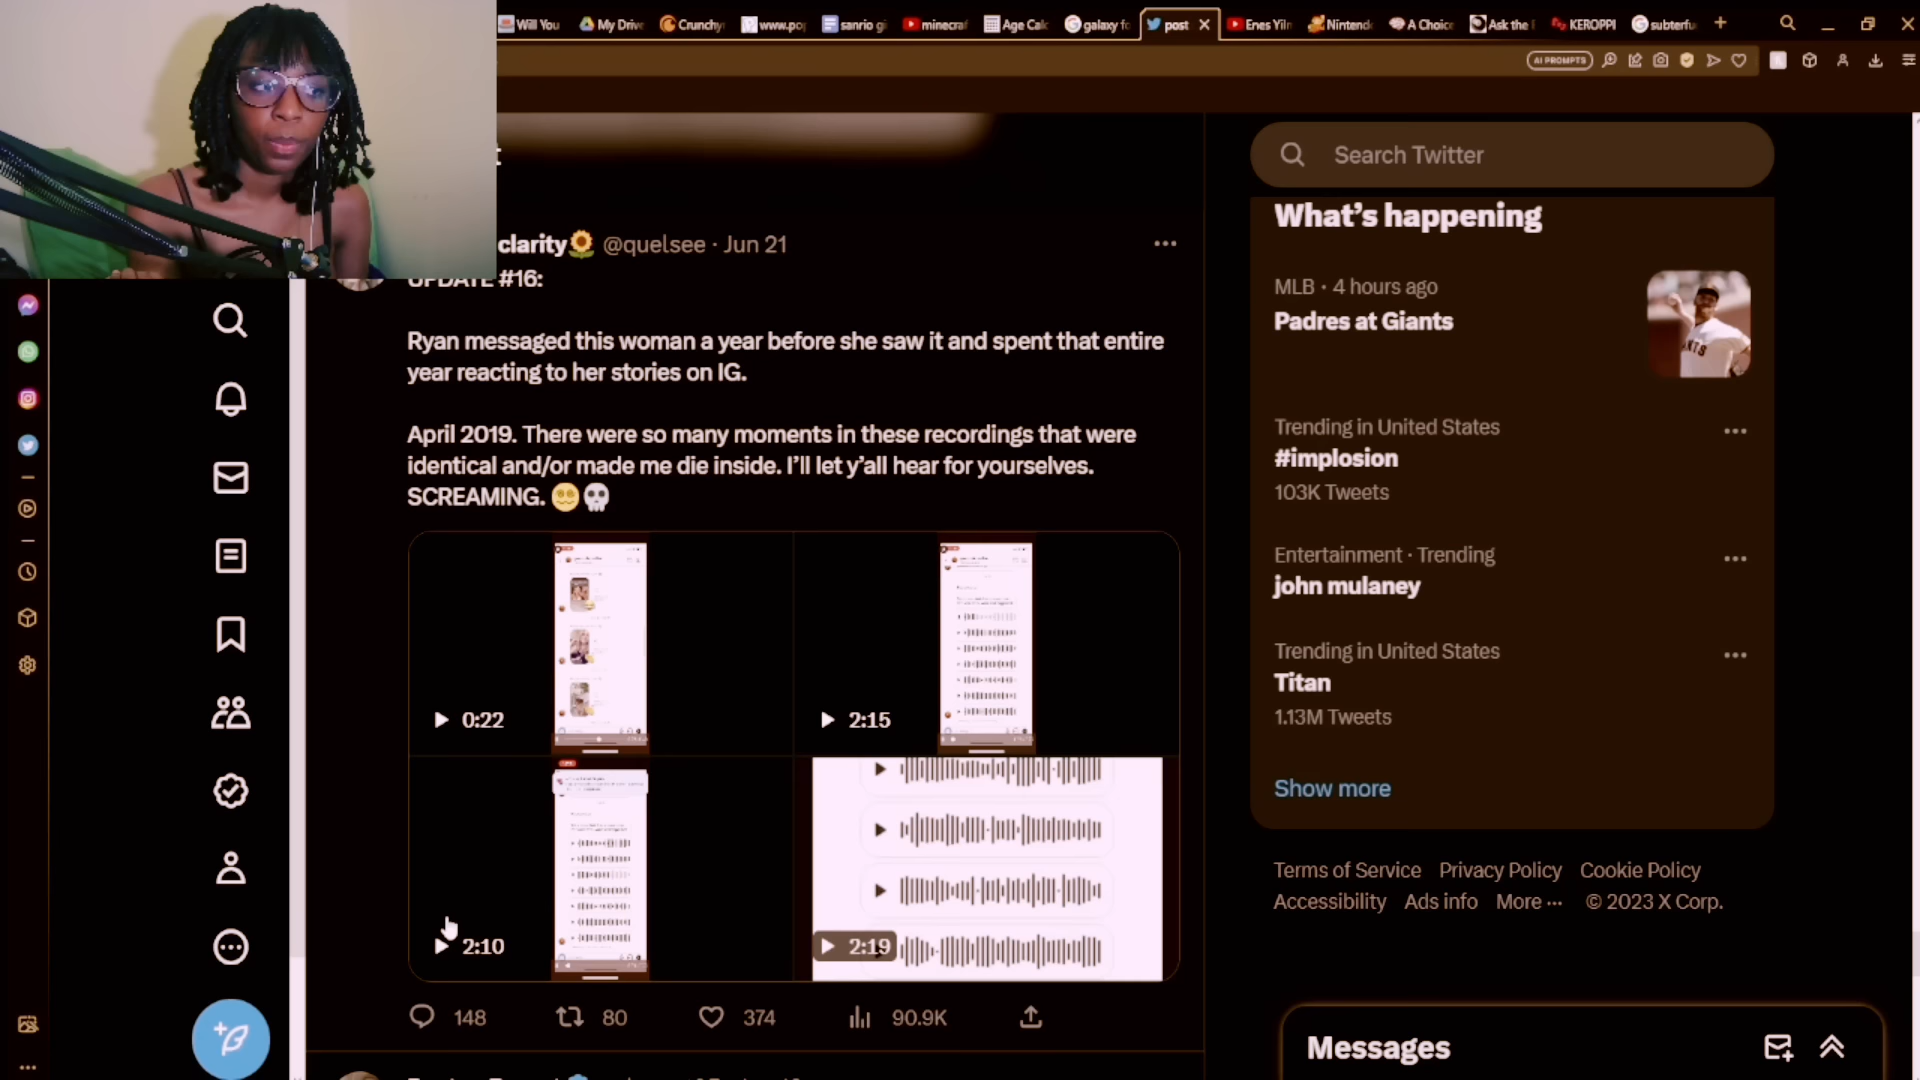 Will You
My Drive
Crunchy
www.pop
sanrio gi
minecraf
Age Calc
galaxy fo
post
Enes Yiln
Nintend
A Choice
Ask the
KEROPPI
subterfu
AI PROMPTS
Search Twitter
What's happening
MLB · 4 hours ago
Padres at Giants
Trending in United States
#implosion
103K Tweets
Entertainment · Trending
john mulaney
Trending in United States
Titan
1.13M Tweets
Show more
Terms of Service Privacy Policy Cookie Policy
Accessibility Ads info More ··· © 2023 X Corp.
Messages
clarity🌻 @quelsee · Jun 21
UPDATE #16:
Ryan messaged this woman a year before she saw it and spent that entire
year reacting to her stories on IG.
April 2019. There were so many moments in these recordings that were
identical and/or made me die inside. I'll let y'all hear for yourselves.
SCREAMING. 😵‍💫💀
0:22
2:15
2:10
2:19
148 80 374 90.9K